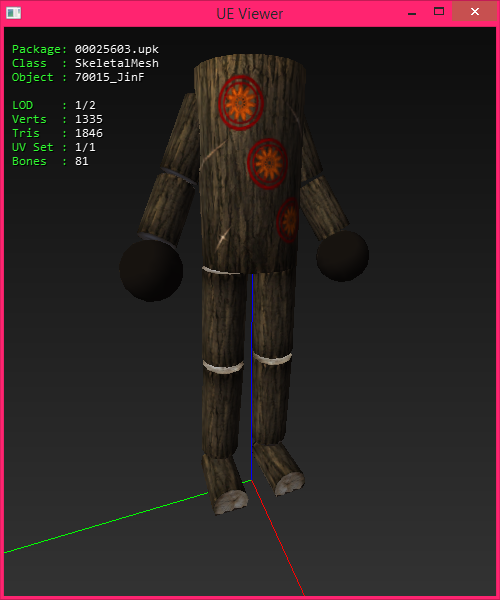 UE Viewer
Package: 00025603.upk
Class : SkeletalMesh
Object : 70015_JinF
LOD : 1/2
Verts : 1335
Tris : 1846
UV Set : 1/1
Bones : 81